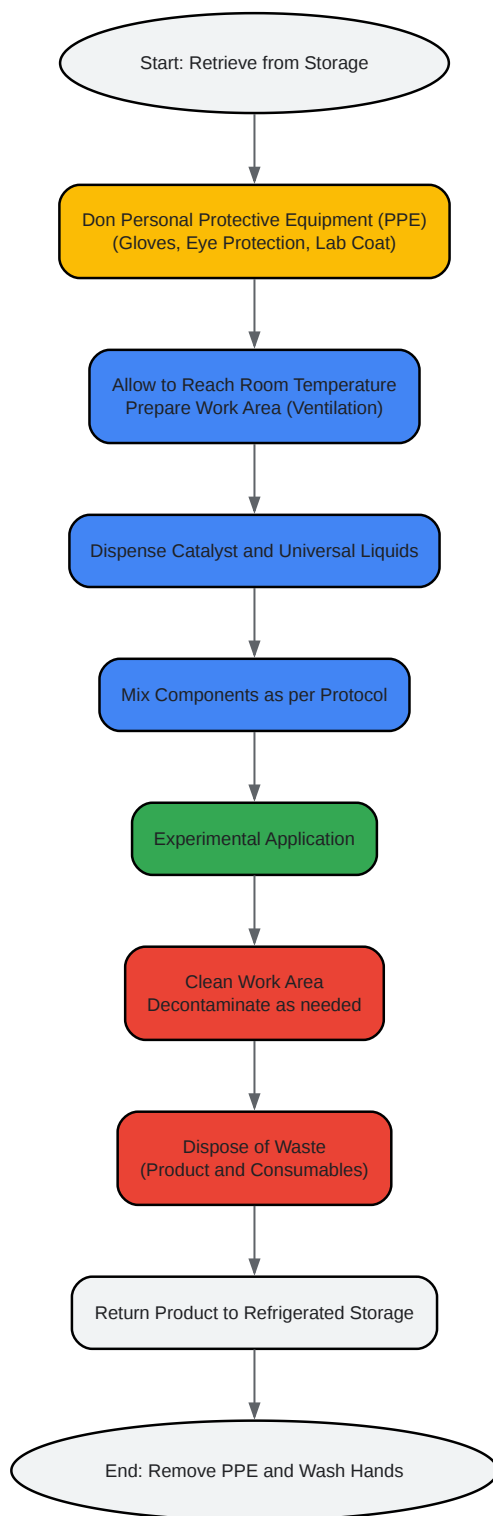 Start: Retrieve from Storage
Don Personal Protective Equipment (PPE)
(Gloves, Eye Protection, Lab Coat)
Allow to Reach Room Temperature
Prepare Work Area (Ventilation)
Dispense Catalyst and Universal Liquids
Mix Components as per Protocol
Experimental Application
Clean Work Area
Decontaminate as needed
Dispose of Waste
(Product and Consumables)
Return Product to Refrigerated Storage
End: Remove PPE and Wash Hands